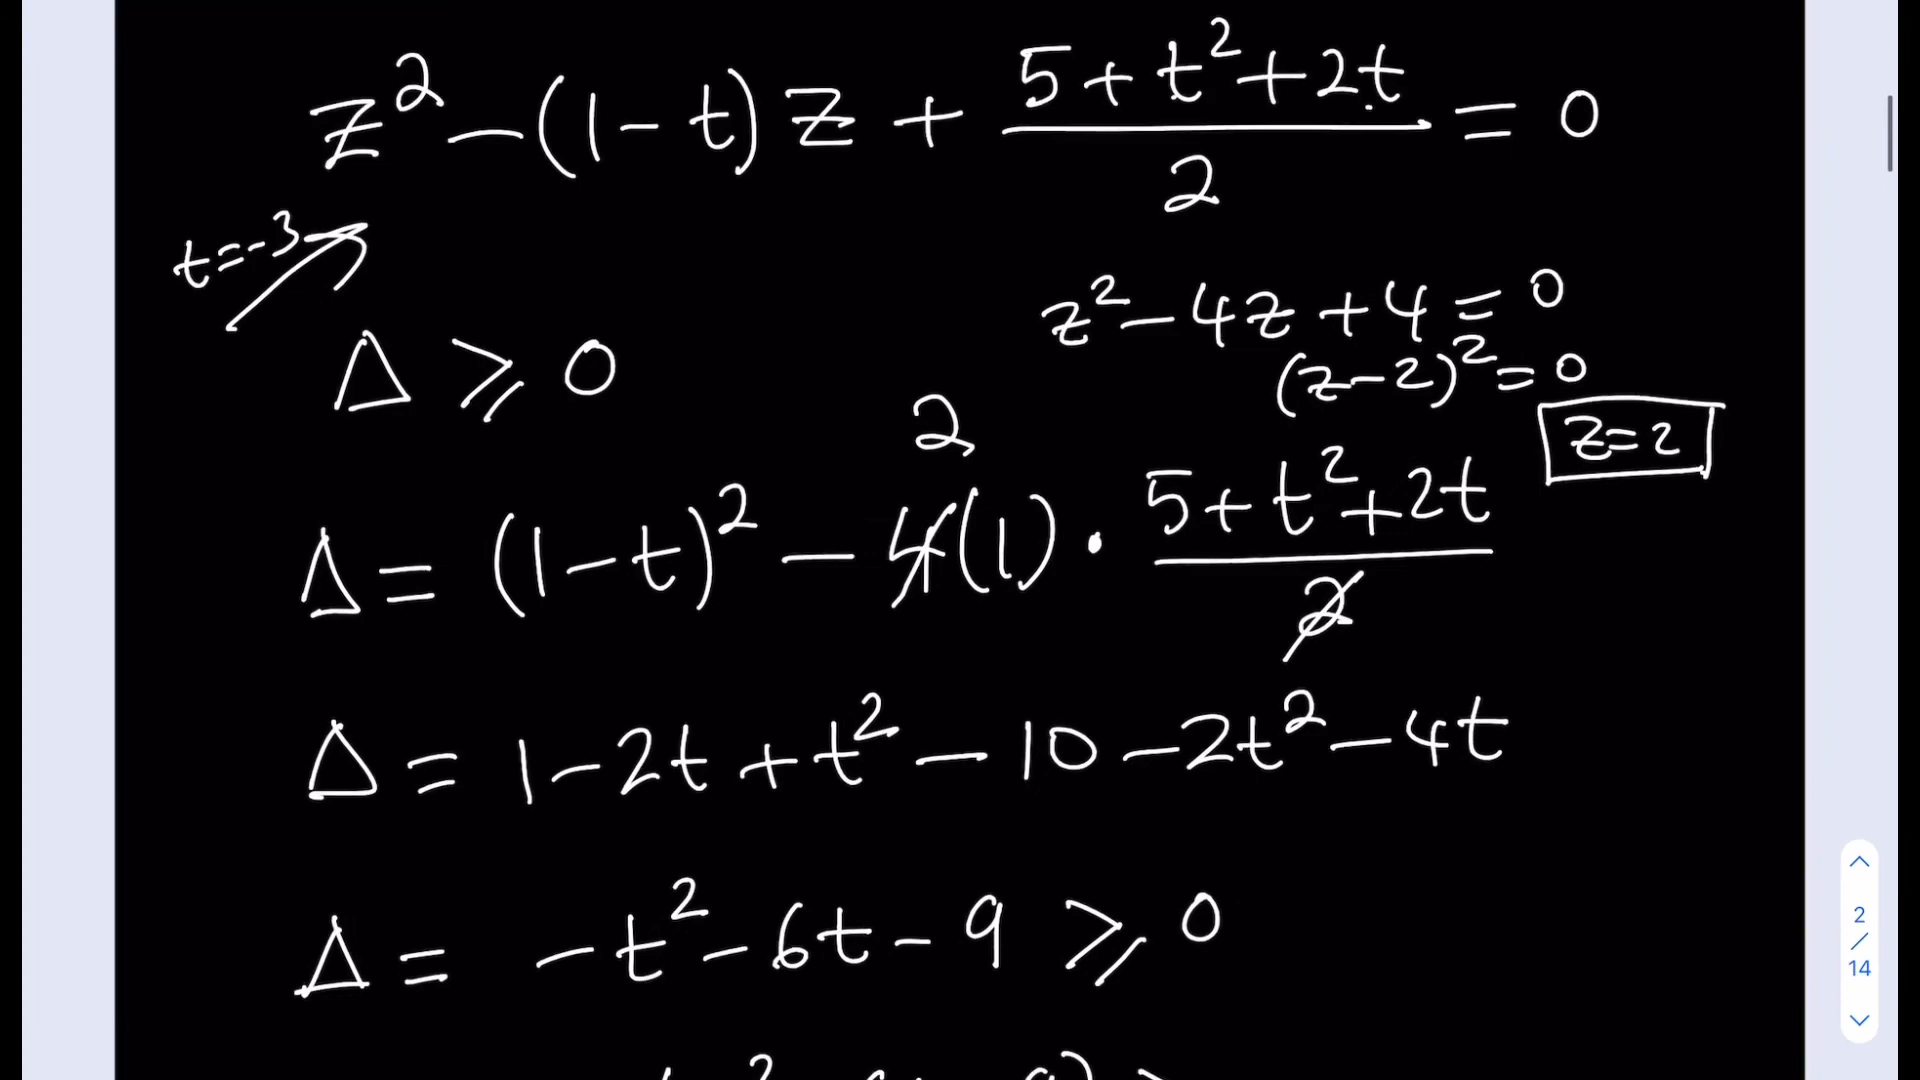 z² - (1-t)z + (5+t²+2t)/2 = 0
t=-3
z² - 4z + 4 = 0
Δ ⩾ 0
(z-2)² = 0
z=2
2
Δ = (1-t)² - 4(1) · (5+t²+2t)/2
Δ = 1-2t+t² - 10 - 2t² - 4t
Δ = -t² - 6t - 9 ⩾ 0
2
/
14